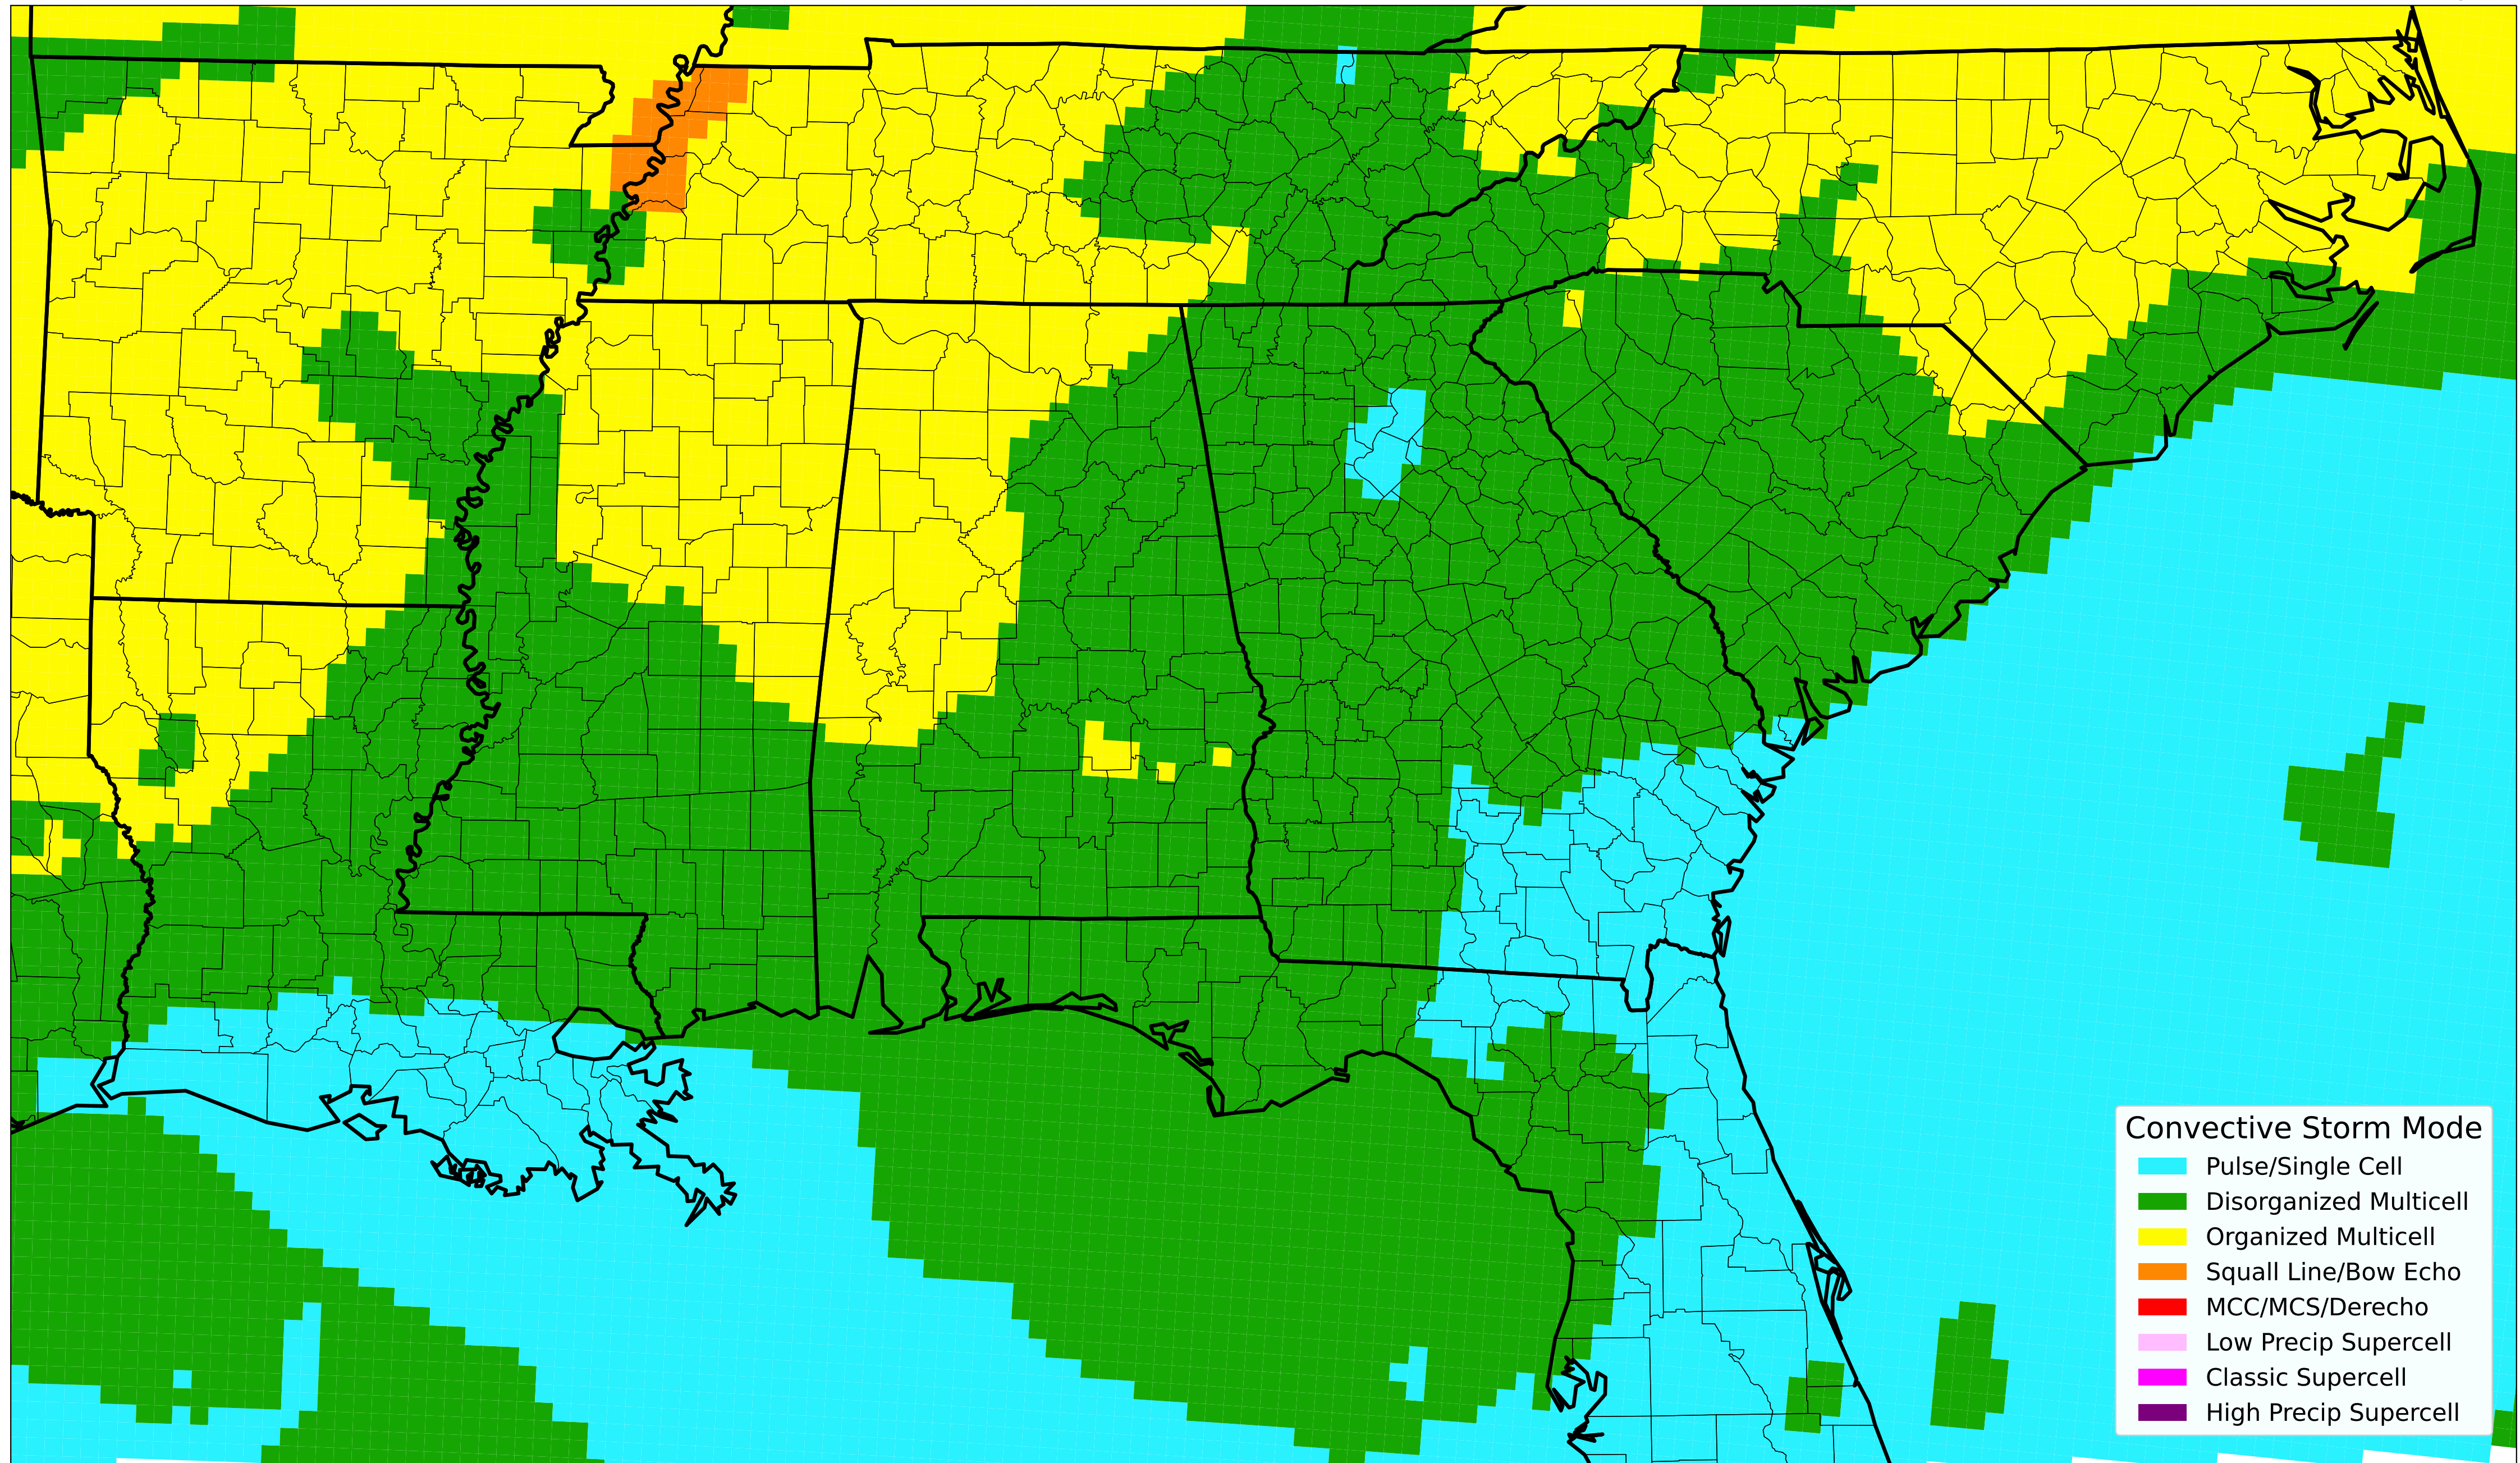 Convective Storm Mode
Pulse/Single Cell
Disorganized Multicell
Organized Multicell
Squall Line/Bow Echo
MCC/MCS/Derecho
Low Precip Supercell
Classic Supercell
High Precip Supercell